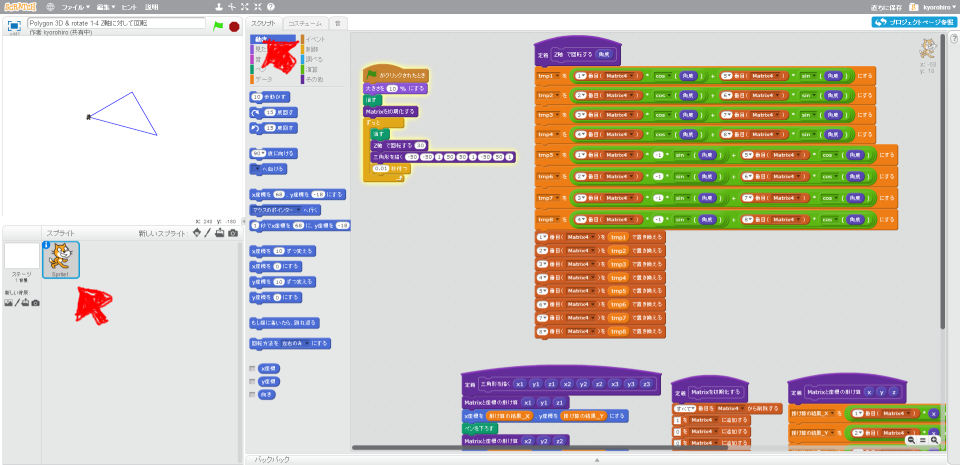 SCRATCH ファイル▼ 編集▼ ヒント 説明 直ちに保存 kyorohiro▼
プロジェクトページ参照
Polygon 3D & rotate 1-4 Z軸に対して回転
作者 kyorohiro (共有中)
X: 240 y: -180
スプライト 新しいスプライト:
ステージ
1 背景
新しい背景:
Sprite1
スクリプト コスチューム 音
イベント
制御
調べる
演算
データ その他
10 歩動かす
15 度回す
15 度回す
90▼ 度に向ける
へ向ける
x座標を 68 、y座標を -18 にする
マウスのポインター へ行く
1 秒でx座標を 68 に、y座標を -18
x座標を 10 ずつ変える
x座標を 0 にする
y座標を 10 ずつ変える
y座標を 0 にする
もし端に着いたら、跳ね返る
回転方法を 左右のみ▼ にする
x座標
y座標
向き
がクリックされたとき
大きさを 10 % にする
消す
Matrixを初期化する
ずっと
消す
Z軸 で回転する 30
三角形を描く -50 -50 1 50 50 1 -50 50 1
0.01 秒待つ
定義 Z軸 で回転する 角度
tmp1▼ を 1▼ 番目( Matrix4▼ ) * cos▼ ( 角度 ) + 5▼ 番目( Matrix4▼ ) * sin▼ ( 角度 ) にする
tmp2▼ を 2▼ 番目( Matrix4▼ ) * cos▼ ( 角度 ) + 6▼ 番目( Matrix4▼ ) * sin▼ ( 角度 ) にする
tmp3▼ を 3▼ 番目( Matrix4▼ ) * cos▼ ( 角度 ) + 7▼ 番目( Matrix4▼ ) * sin▼ ( 角度 ) にする
tmp4▼ を 4▼ 番目( Matrix4▼ ) * cos▼ ( 角度 ) + 8▼ 番目( Matrix4▼ ) * sin▼ ( 角度 ) にする
tmp5▼ を 1▼ 番目( Matrix4▼ ) * -1 * sin▼ ( 角度 ) + 5▼ 番目( Matrix4▼ ) * cos▼ ( 角度 ) にする
tmp6▼ を 2▼ 番目( Matrix4▼ ) * -1 * sin▼ ( 角度 ) + 6▼ 番目( Matrix4▼ ) * cos▼ ( 角度 ) にする
tmp7▼ を 3▼ 番目( Matrix4▼ ) * -1 * sin▼ ( 角度 ) + 7▼ 番目( Matrix4▼ ) * cos▼ ( 角度 ) にする
tmp8▼ を 4▼ 番目( Matrix4▼ ) * -1 * sin▼ ( 角度 ) + 8▼ 番目( Matrix4▼ ) * cos▼ ( 角度 ) にする
1▼ 番目( Matrix4▼ )を tmp1 で置き換える
2▼ 番目( Matrix4▼ )を tmp2 で置き換える
3▼ 番目( Matrix4▼ )を tmp3 で置き換える
4▼ 番目( Matrix4▼ )を tmp4 で置き換える
5▼ 番目( Matrix4▼ )を tmp5 で置き換える
6▼ 番目( Matrix4▼ )を tmp6 で置き換える
7▼ 番目( Matrix4▼ )を tmp7 で置き換える
8▼ 番目( Matrix4▼ )を tmp8 で置き換える
定義 三角形を描く x1 y1 z1 x2 y2 z2 x3 y3 z3
Matrixと座標の掛け算 x1 y1 z1
x座標を 掛け算の結果_X 、y座標を 掛け算の結果_Y にする
ペンを下ろす
Matrixと座標の掛け算 x2 y2 z2
定義 Matrixを初期化する
すべて▼ 番目を Matrix4▼ から削除する
1 を Matrix4▼ に追加する
0 を Matrix4▼ に追加する
0 を Matrix4▼ に追加する
定義 Matrixと座標の掛け算 x y z
掛け算の結果_X▼ を 1▼ 番目( Matrix4▼ ) * x
掛け算の結果_Y▼ を 2▼ 番目( Matrix4▼ )
バックパック